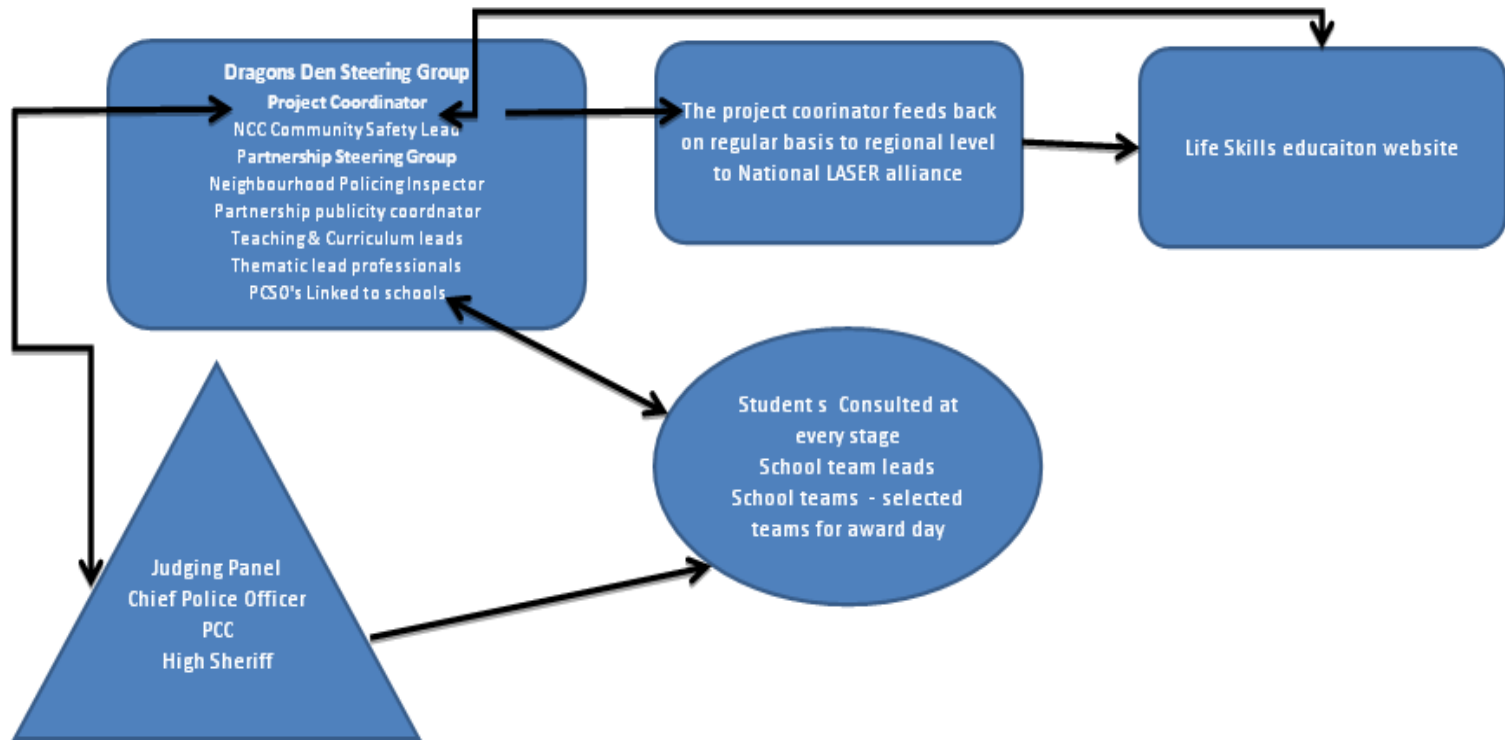 Dragons Den Steering Group
Project Coordinator
NCC Community Safety Lead
Partnership Steering Group
Neighbourhood Policing Inspector
Partnership publicity coordnator
Teaching & Curriculum leads
Thematic lead professionals
PCSO's Linked to schools
The project coorinator feeds back
on regular basis to regional level
to National LASER alliance
Life Skills educaiton website
Student s Consulted at
every stage
School team leads
School teams - selected
teams for award day
Judging Panel
Chief Police Officer
PCC
High Sheriff